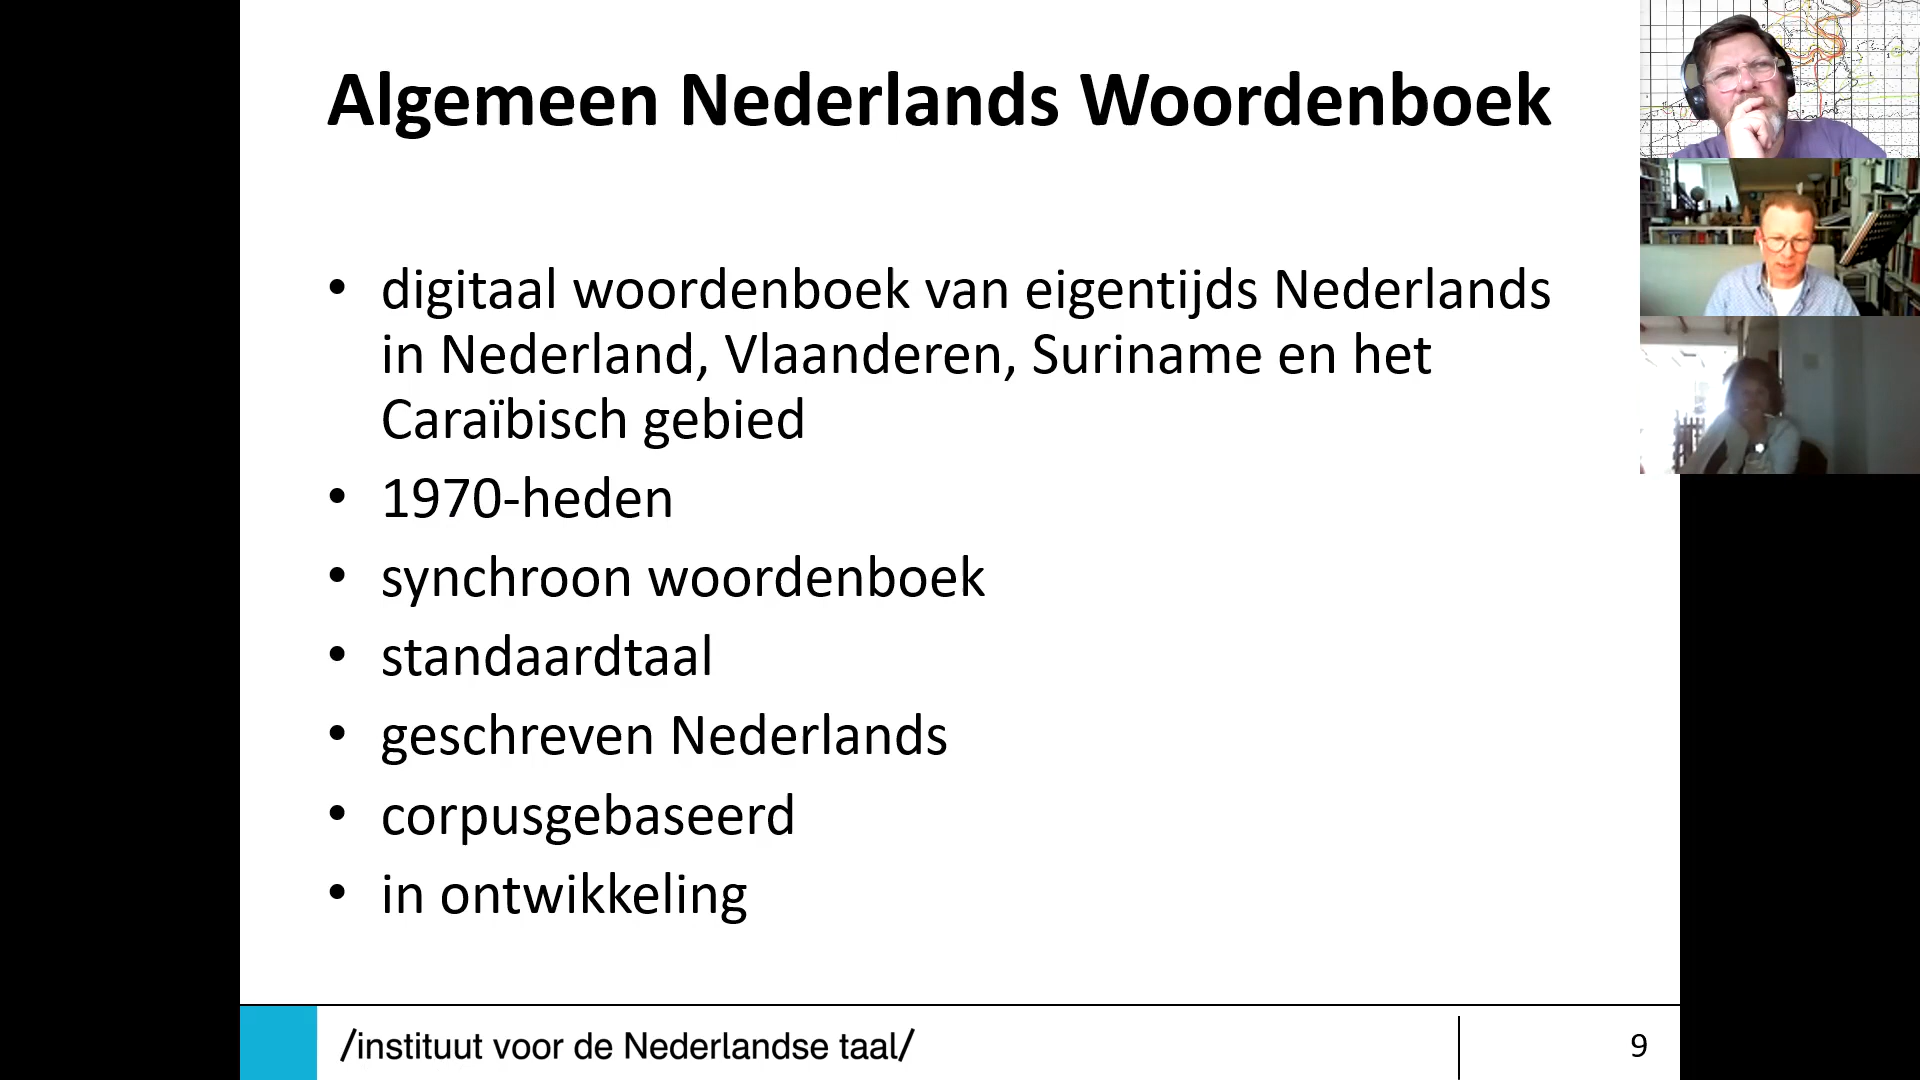 Algemeen Nederlands Woordenboek
• digitaal woordenboek van eigentijds Nederlands
in Nederland, Vlaanderen, Suriname en het
Caraïbisch gebied
• 1970-heden
• synchroon woordenboek
• standaardtaal
• geschreven Nederlands
• corpusgebaseerd
• in ontwikkeling
/instituut voor de Nederlandse taal/
9